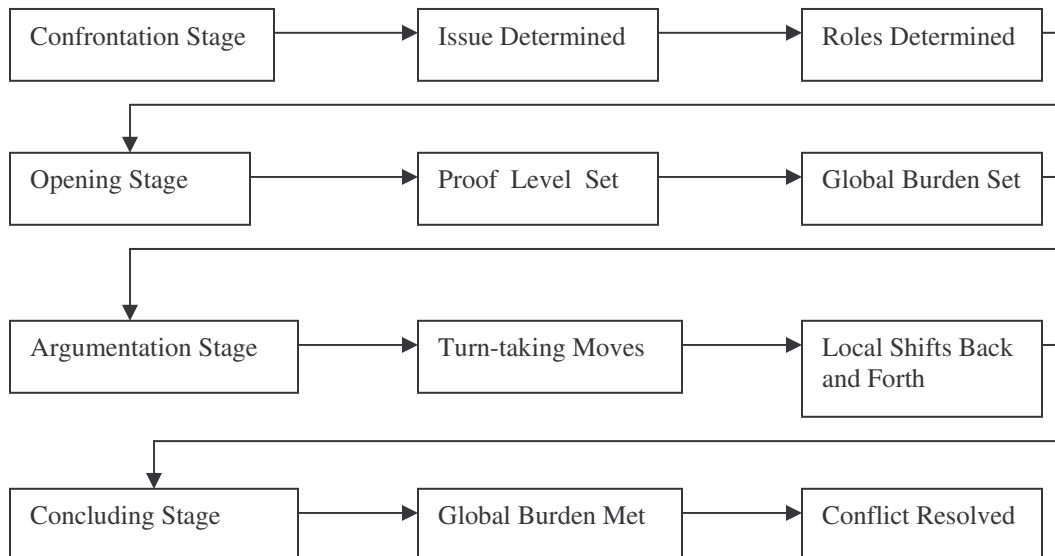 Confrontation Stage
Issue Determined
Roles Determined
Opening Stage
Proof Level Set
Global Burden Set
Argumentation Stage
Turn-taking Moves
Local Shifts Back
and Forth
Concluding Stage
Global Burden Met
Conflict Resolved